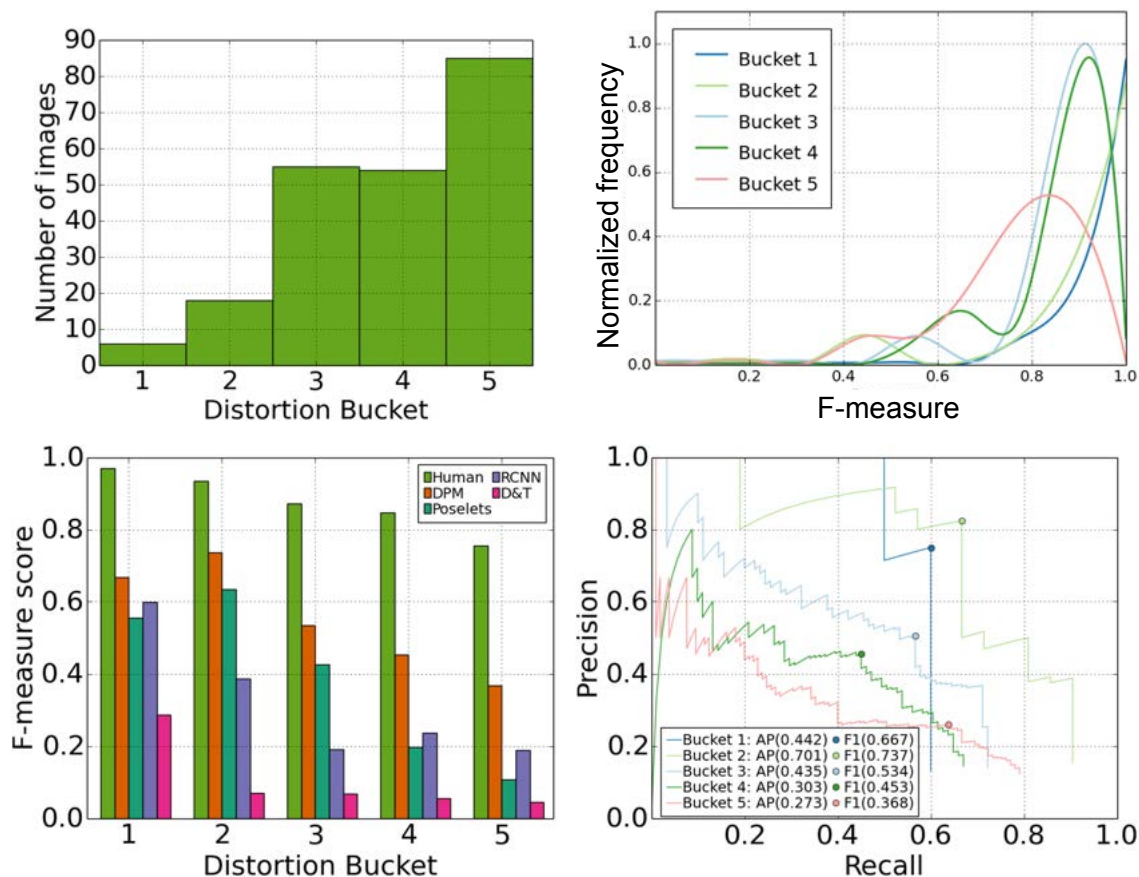 90
80
70
60
50
40
30
20
10
0
Number of images
1 2 3 4 5
Distortion Bucket
1.0
0.8
0.6
0.4
0.2
0.0
Normalized frequency
Bucket 1
Bucket 2
Bucket 3
Bucket 4
Bucket 5
0.2 0.4 0.6 0.8 1.0
F-measure
1.0
0.8
0.6
0.4
0.2
0.0
F-measure score
Human RCNN
DPM D&T
Poselets
1 2 3 4 5
Distortion Bucket
1.0
0.8
0.6
0.4
0.2
0.0
Precision
Bucket 1: AP(0.442) F1(0.667)
Bucket 2: AP(0.701) F1(0.737)
Bucket 3: AP(0.435) F1(0.534)
Bucket 4: AP(0.303) F1(0.453)
Bucket 5: AP(0.273) F1(0.368)
0.2 0.4 0.6 0.8 1.0
Recall